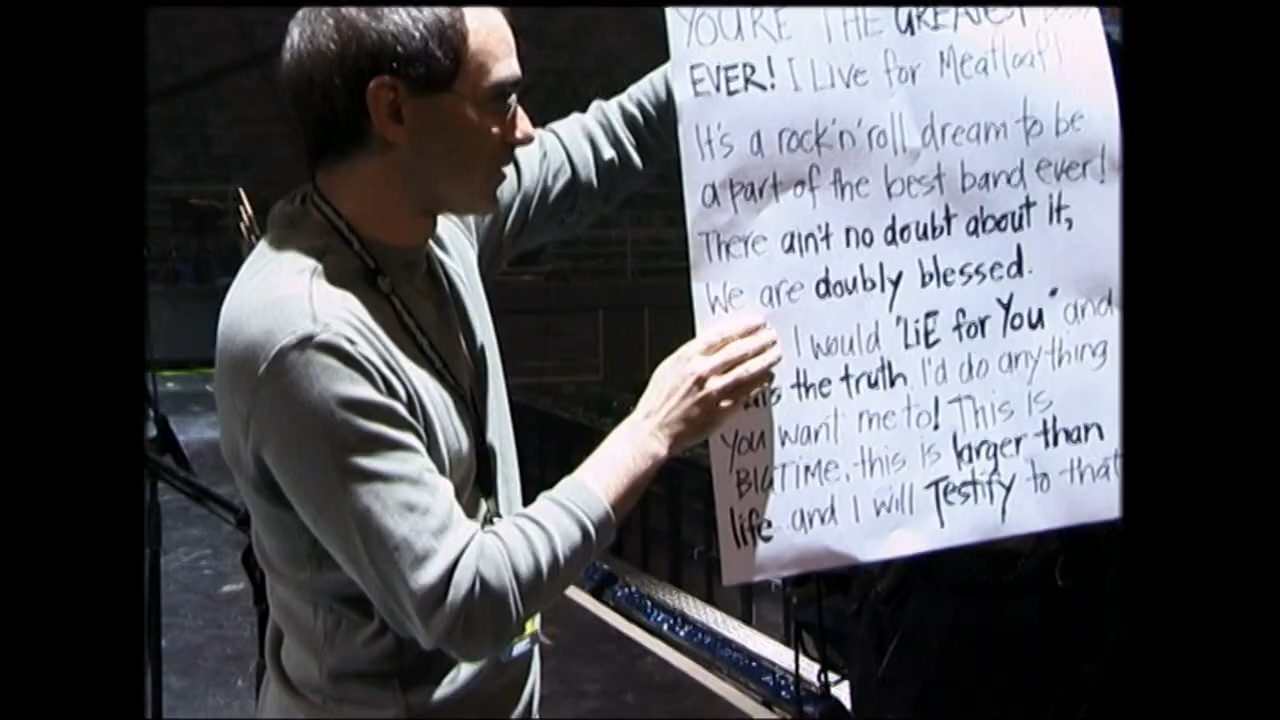 YOU'RE THE GREATEST
EVER! I Live for Meatloaf!
It's a rock'n'roll dream to be
a part of the best band ever!
There ain't no doubt about it,
We are doubly blessed.
I would "LiE for You" and
the truth I'd do anything
you want me to! This is
BIGTIME, this is larger than
life and I will Testify to that